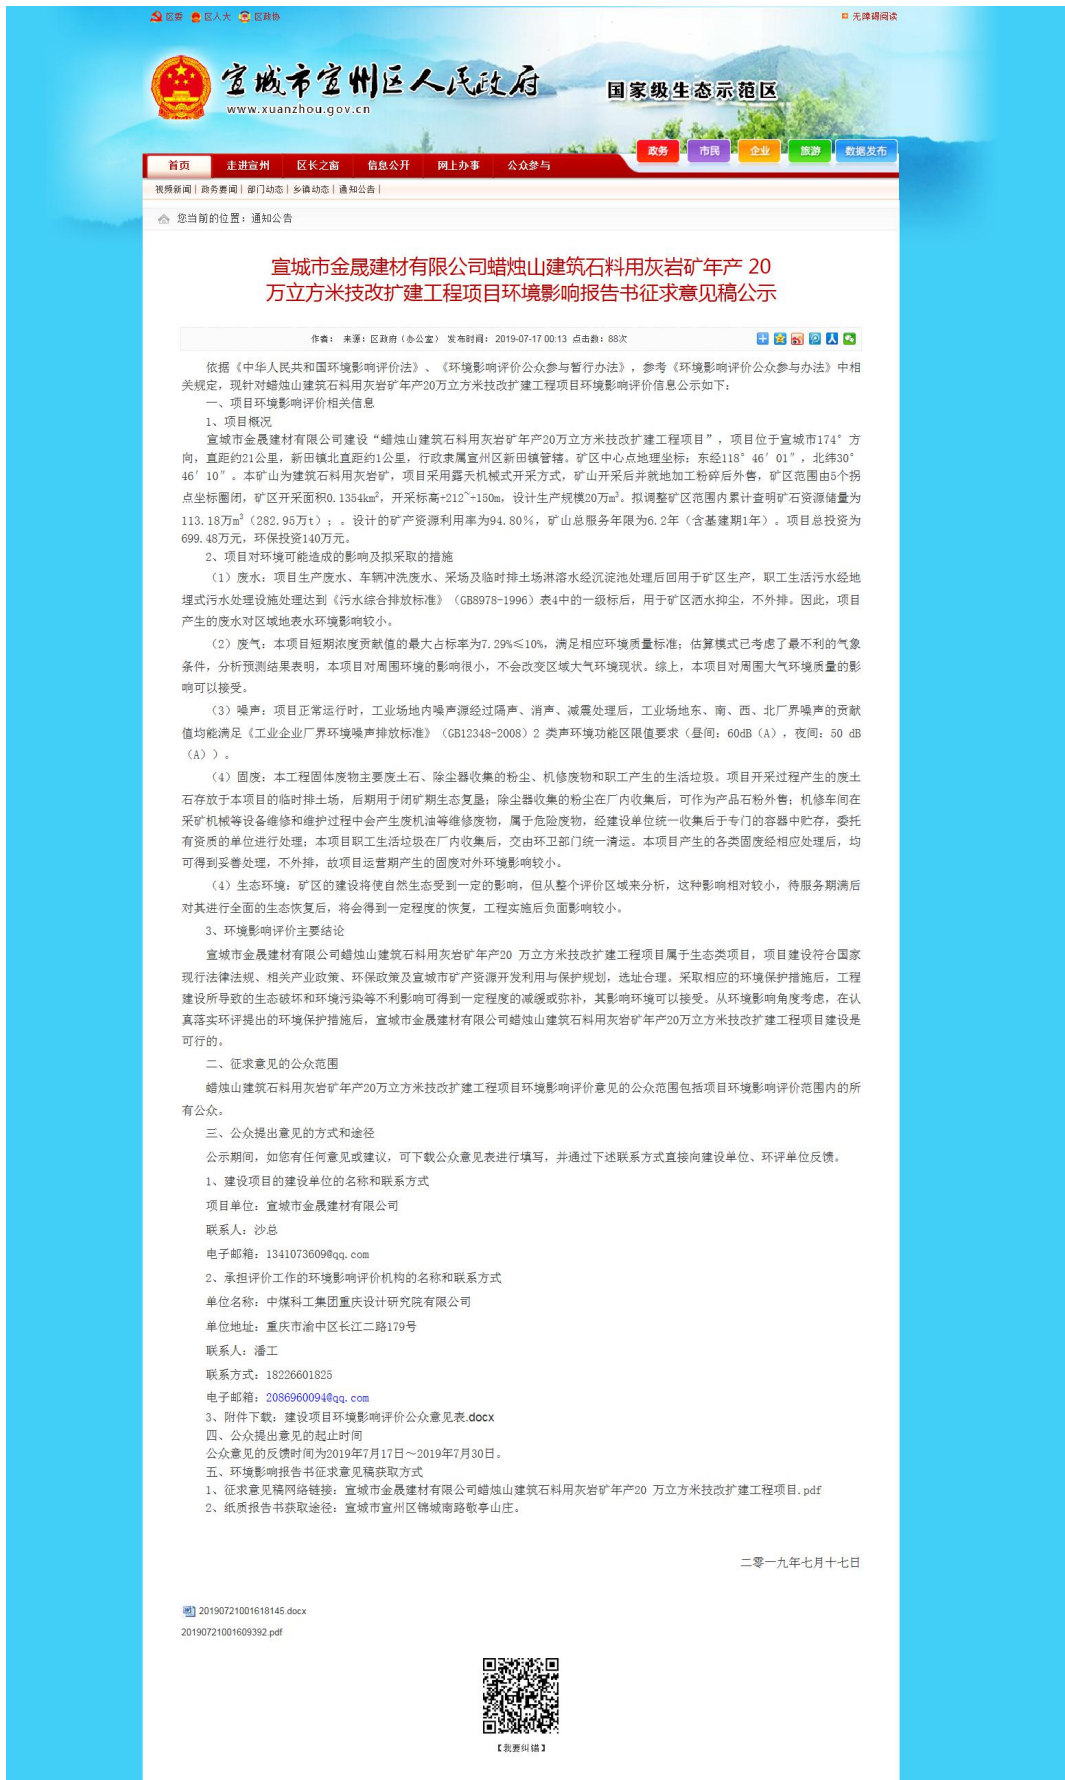 区委 区人大 区政协
无障碍阅读
宣城市宣州区人民政府
www.xuanzhou.gov.cn
国家级生态示范区
政务 市民 企业 旅游 数据发布
首页 走进宣州 区长之窗 信息公开 网上办事 公众参与
视频新闻| 政务要闻| 部门动态| 乡镇动态| 通知公告|
您当前的位置：通知公告
宣城市金晟建材有限公司蜡烛山建筑石料用灰岩矿年产 20
万立方米技改扩建工程项目环境影响报告书征求意见稿公示
作者： 来源：区政府（办公室） 发布时间： 2019-07-17 00:13 点击数：88次
依据《中华人民共和国环境影响评价法》、《环境影响评价公众参与暂行办法》，参考《环境影响评价公众参与办法》中相
关规定，现针对蜡烛山建筑石料用灰岩矿年产20万立方米技改扩建工程项目环境影响评价信息公示如下：
一、项目环境影响评价相关信息
1、项目概况
宣城市金晟建材有限公司建设“蜡烛山建筑石料用灰岩矿年产20万立方米技改扩建工程项目”，项目位于宣城市174°方
向，直距约21公里，新田镇北直距约1公里，行政隶属宣州区新田镇管辖。矿区中心点地理坐标：东经118°46′01″，北纬30°
46′10″。本矿山为建筑石料用灰岩矿，项目采用露天机械式开采方式，矿山开采后并就地加工粉碎后外售，矿区范围由5个拐
点坐标圈闭，矿区开采面积0.1354km²，开采标高+212~+150m，设计生产规模20万m³。拟调整矿区范围内累计查明矿石资源储量为
113.18万m³（282.95万t）；。设计的矿产资源利用率为94.80%，矿山总服务年限为6.2年（含基建期1年）。项目总投资为
699.48万元，环保投资140万元。
2、项目对环境可能造成的影响及拟采取的措施
（1）废水：项目生产废水、车辆冲洗废水、采场及临时排土场淋溶水经沉淀池处理后回用于矿区生产，职工生活污水经地
埋式污水处理设施处理达到《污水综合排放标准》（GB8978-1996）表4中的一级标后，用于矿区洒水抑尘，不外排。因此，项目
产生的废水对区域地表水环境影响较小。
（2）废气：本项目短期浓度贡献值的最大占标率为7.29%≤10%，满足相应环境质量标准；估算模式已考虑了最不利的气象
条件，分析预测结果表明，本项目对周围环境的影响很小，不会改变区域大气环境现状。综上，本项目对周围大气环境质量的影
响可以接受。
（3）噪声：项目正常运行时，工业场地内噪声源经过隔声、消声、减震处理后，工业场地东、南、西、北厂界噪声的贡献
值均能满足《工业企业厂界环境噪声排放标准》（GB12348-2008）2 类声环境功能区限值要求（昼间：60dB（A），夜间：50 dB
（A））。
（4）固废：本工程固体废物主要废土石、除尘器收集的粉尘、机修废物和职工产生的生活垃圾。项目开采过程产生的废土
石存放于本项目的临时排土场，后期用于闭矿期生态复垦；除尘器收集的粉尘在厂内收集后，可作为产品石粉外售；机修车间在
采矿机械等设备维修和维护过程中会产生废机油等维修废物，属于危险废物，经建设单位统一收集后于专门的容器中贮存，委托
有资质的单位进行处理；本项目职工生活垃圾在厂内收集后，交由环卫部门统一清运。本项目产生的各类固废经相应处理后，均
可得到妥善处理，不外排，故项目运营期产生的固废对外环境影响较小。
（4）生态环境：矿区的建设将使自然生态受到一定的影响，但从整个评价区域来分析，这种影响相对较小，待服务期满后
对其进行全面的生态恢复后，将会得到一定程度的恢复，工程实施后负面影响较小。
3、环境影响评价主要结论
宣城市金晟建材有限公司蜡烛山建筑石料用灰岩矿年产20 万立方米技改扩建工程项目属于生态类项目，项目建设符合国家
现行法律法规、相关产业政策、环保政策及宣城市矿产资源开发利用与保护规划，选址合理。采取相应的环境保护措施后，工程
建设所导致的生态破坏和环境污染等不利影响可得到一定程度的减缓或弥补，其影响环境可以接受。从环境影响角度考虑，在认
真落实环评提出的环境保护措施后，宣城市金晟建材有限公司蜡烛山建筑石料用灰岩矿年产20万立方米技改扩建工程项目建设是
可行的。
二、征求意见的公众范围
蜡烛山建筑石料用灰岩矿年产20万立方米技改扩建工程项目环境影响评价意见的公众范围包括项目环境影响评价范围内的所
有公众。
三、公众提出意见的方式和途径
公示期间，如您有任何意见或建议，可下载公众意见表进行填写，并通过下述联系方式直接向建设单位、环评单位反馈。
1、建设项目的建设单位的名称和联系方式
项目单位：宣城市金晟建材有限公司
联系人：沙总
电子邮箱：1341073609@qq.com
2、承担评价工作的环境影响评价机构的名称和联系方式
单位名称：中煤科工集团重庆设计研究院有限公司
单位地址：重庆市渝中区长江二路179号
联系人：潘工
联系方式：18226601825
电子邮箱：2086960094@qq.com
3、附件下载：建设项目环境影响评价公众意见表.docx
四、公众提出意见的起止时间
公众意见的反馈时间为2019年7月17日～2019年7月30日。
五、环境影响报告书征求意见稿获取方式
1、征求意见稿网络链接：宣城市金晟建材有限公司蜡烛山建筑石料用灰岩矿年产20 万立方米技改扩建工程项目.pdf
2、纸质报告书获取途径：宣城市宣州区锦城南路敬亭山庄。
二零一九年七月十七日
20190721001618145.docx
20190721001609392.pdf
【我要纠错】